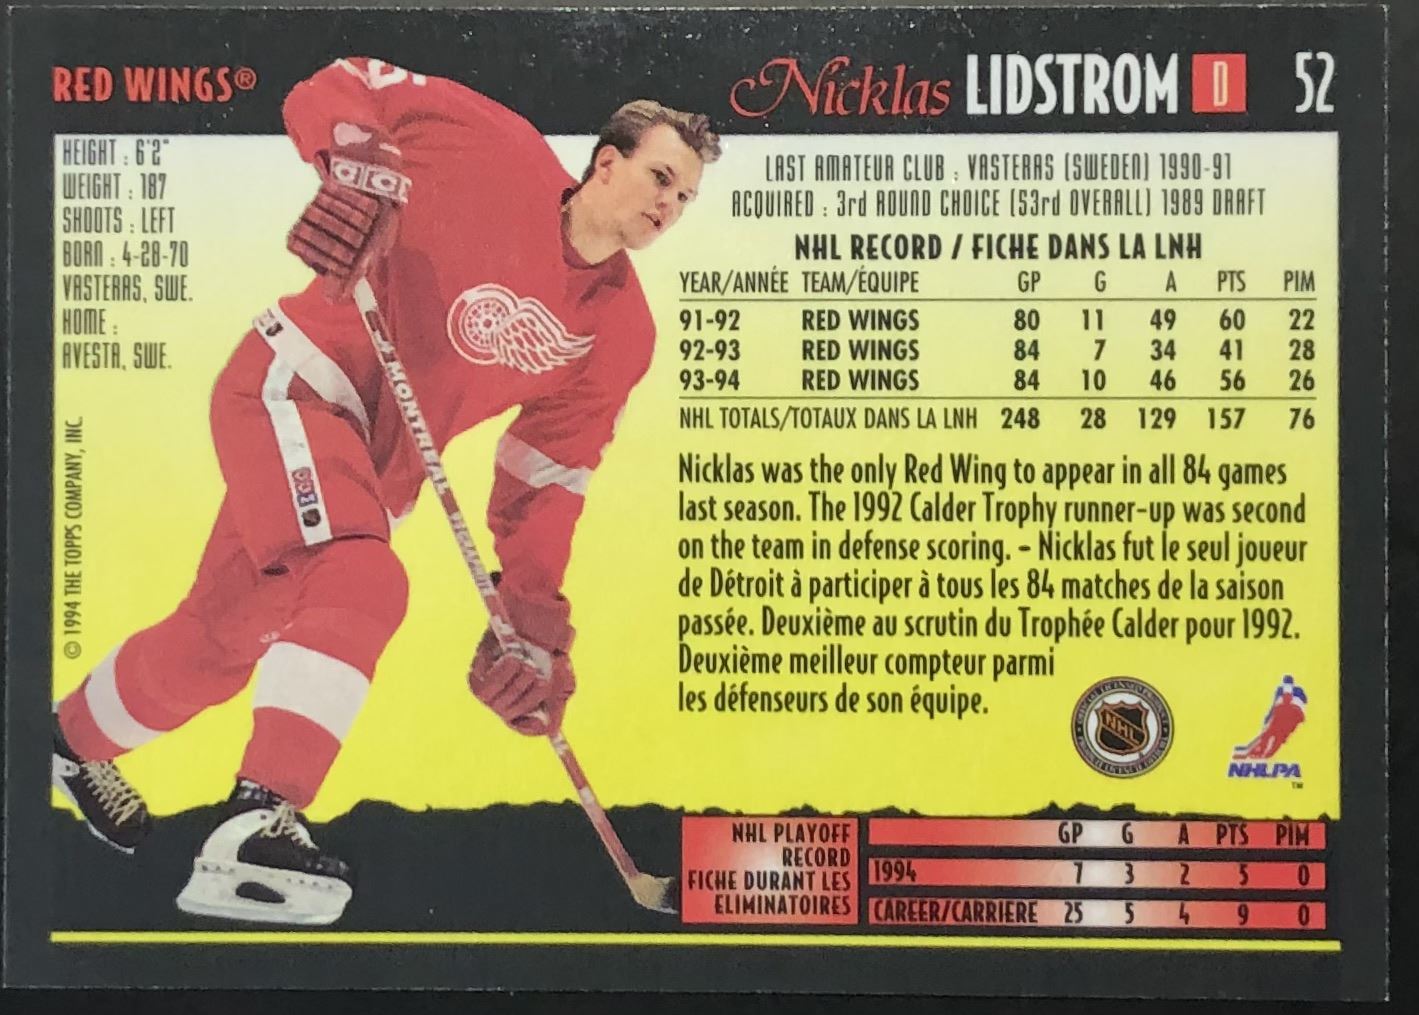 RED WINGS®
Nicklas LIDSTROM D 52
HEIGHT : 6'2"
WEIGHT : 187
SHOOTS : LEFT
BORN : 4-28-70
VASTERAS, SWE.
HOME :
AVESTA, SWE.
© 1994 THE TOPPS COMPANY, INC.
LAST AMATEUR CLUB : VASTERAS (SWEDEN) 1990-91
ACQUIRED : 3rd ROUND CHOICE (53rd OVERALL) 1989 DRAFT
NHL RECORD / FICHE DANS LA LNH
YEAR/ANNÉE TEAM/ÉQUIPE GP G A PTS PIM
91-92 RED WINGS 80 11 49 60 22
92-93 RED WINGS 84 7 34 41 28
93-94 RED WINGS 84 10 46 56 26
NHL TOTALS/TOTAUX DANS LA LNH 248 28 129 157 76
Nicklas was the only Red Wing to appear in all 84 games
last season. The 1992 Calder Trophy runner-up was second
on the team in defense scoring. – Nicklas fut le seul joueur
de Détroit à participer à tous les 84 matches de la saison
passée. Deuxième au scrutin du Trophée Calder pour 1992.
Deuxième meilleur compteur parmi
les défenseurs de son équipe.
MONTREAL
CCM
NHL
NHLPA
TM
NHL PLAYOFF
RECORD
FICHE DURANT LES
ELIMINATOIRES
GP G A PTS PIM
1994 7 3 2 5 0
CAREER/CARRIERE 25 5 4 9 0